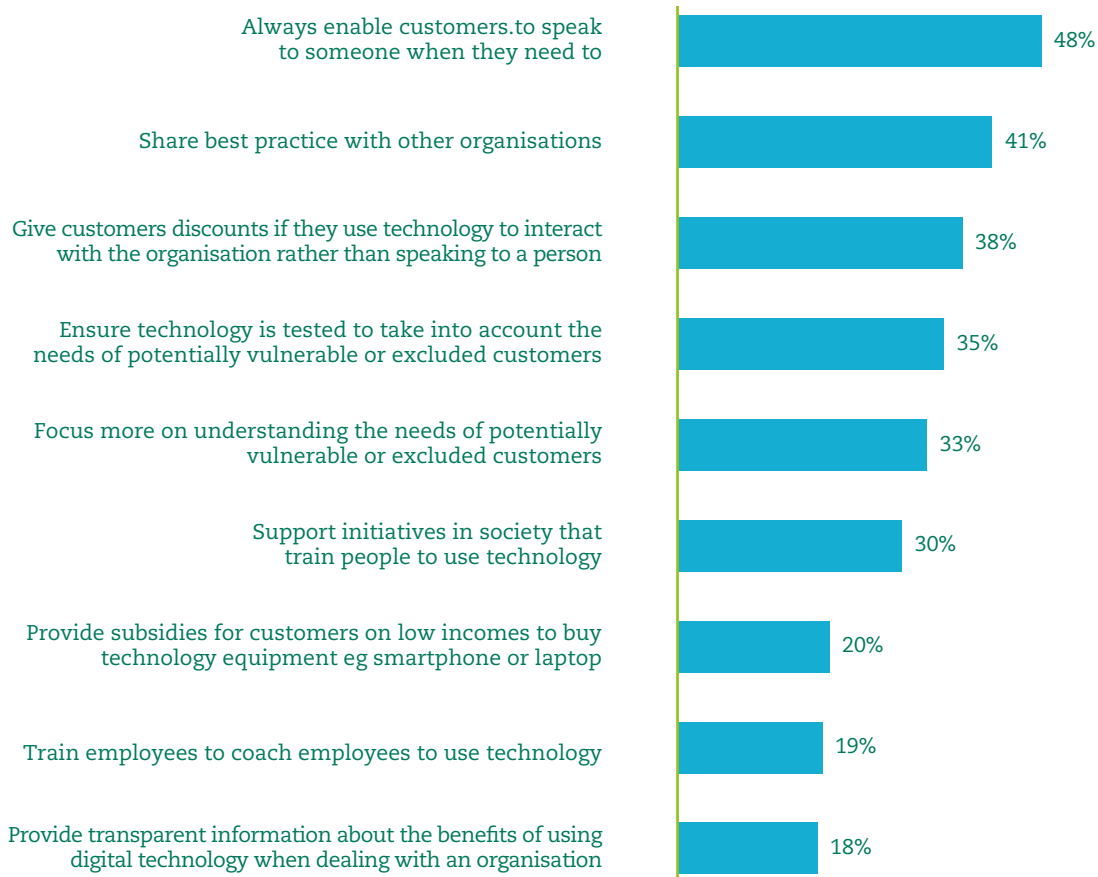 Always enable customers.to speak
to someone when they need to
48%
Share best practice with other organisations
41%
Give customers discounts if they use technology to interact
with the organisation rather than speaking to a person
38%
Ensure technology is tested to take into account the
needs of potentially vulnerable or excluded customers
35%
Focus more on understanding the needs of potentially
vulnerable or excluded customers
33%
Support initiatives in society that
train people to use technology
30%
Provide subsidies for customers on low incomes to buy
technology equipment eg smartphone or laptop
20%
Train employees to coach employees to use technology
19%
Provide transparent information about the benefits of using
digital technology when dealing with an organisation
18%